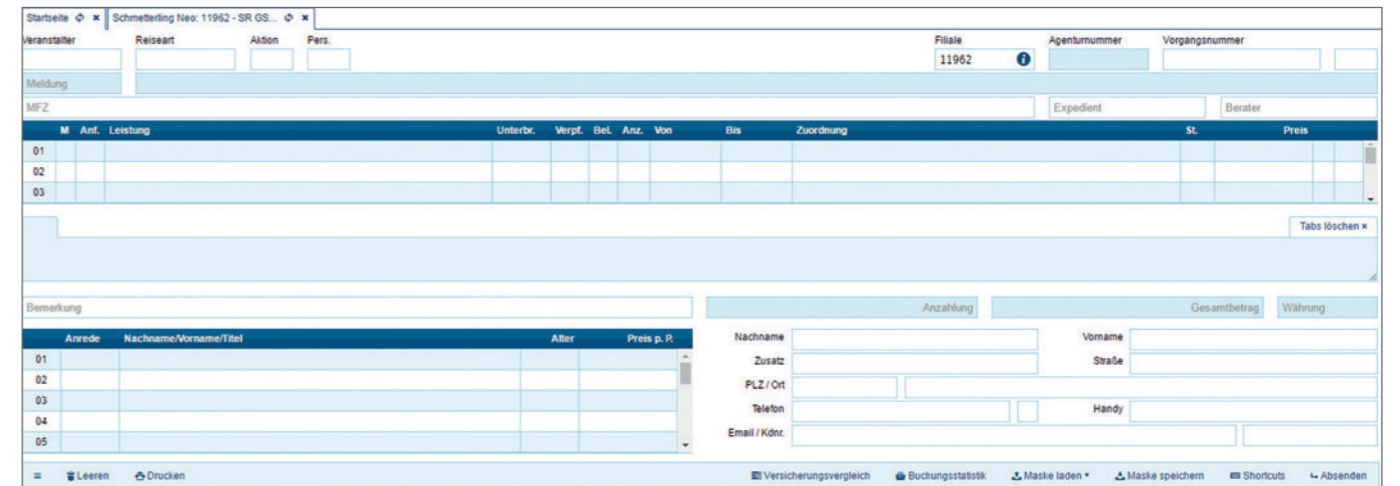 Startseite Schmetterling Neo: 11962 - SR GS...
Veranstalter Reiseart Aktion Pers. Filiale Agenturnummer Vorgangsnummer
11962
Meldung
MFZ Expedient Berater
M Anf. Leistung Unterbr. Verpf. Bel. Anz. Von Bis Zuordnung St. Preis
01
02
03
Tabs löschen ×
Bemerkung Anzahlung Gesamtbetrag Währung
Anrede Nachname/Vorname/Titel Alter Preis p. P. Nachname Vorname
01 Zusatz Straße
02 PLZ / Ort
03 Telefon Handy
04 Email / Kdnr.
05
Leeren Drucken Versicherungsvergleich Buchungsstatistik Maske laden Maske speichern Shortcuts Absenden